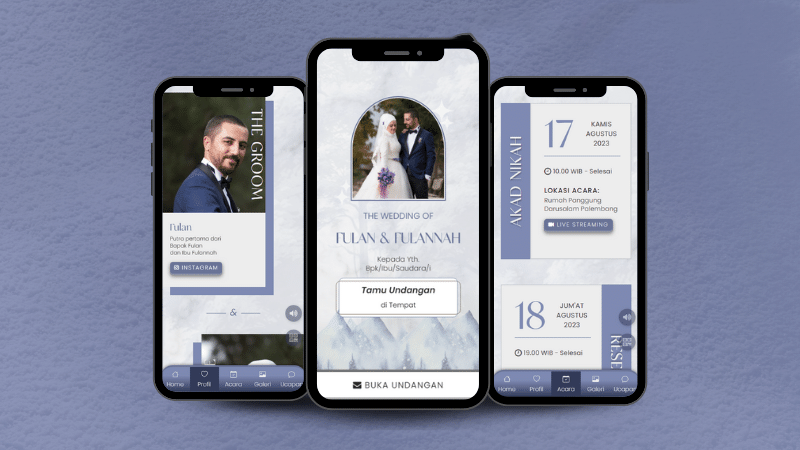 THE GROOM
Fulan
Putra pertama dari
Bapak Fulan
dan Ibu Fulannah
INSTAGRAM
&
Home
Profil
Acara
Galeri
Ucapan
THE WEDDING OF
FULAN & FULANNAH
Kepada Yth.
Bpk/Ibu/Saudara/i
Tamu Undangan
di Tempat
BUKA UNDANGAN
AKAD NIKAH
17
KAMIS
AGUSTUS
2023
10.00 WIB - Selesai
LOKASI ACARA:
Rumah Panggung
Darusalam Palembang
LIVE STREAMING
18
JUM'AT
AGUSTUS
2023
19.00 WIB - Selesai
RESE
Home
Profil
Acara
Galeri
Ucapan